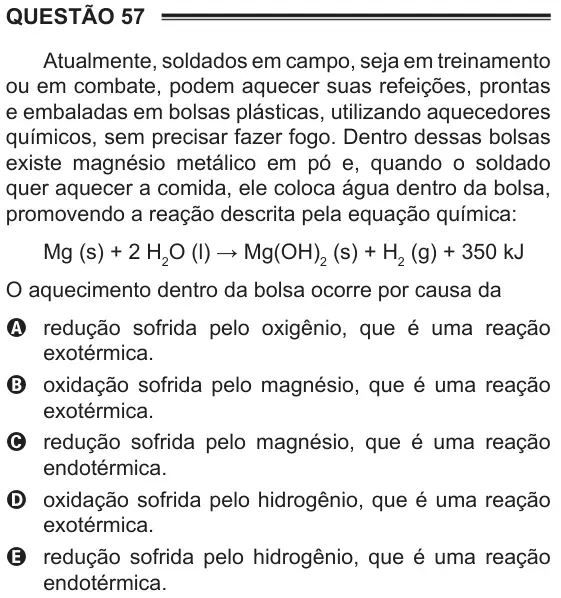 QUESTÃO 57
Atualmente, soldados em campo, seja em treinamento
ou em combate, podem aquecer suas refeições, prontas
e embaladas em bolsas plásticas, utilizando aquecedores
químicos, sem precisar fazer fogo. Dentro dessas bolsas
existe magnésio metálico em pó e, quando o soldado
quer aquecer a comida, ele coloca água dentro da bolsa,
promovendo a reação descrita pela equação química:
Mg (s) + 2 H₂O (l) → Mg(OH)₂ (s) + H₂ (g) + 350 kJ
O aquecimento dentro da bolsa ocorre por causa da
A redução sofrida pelo oxigênio, que é uma reação
exotérmica.
B oxidação sofrida pelo magnésio, que é uma reação
exotérmica.
C redução sofrida pelo magnésio, que é uma reação
endotérmica.
D oxidação sofrida pelo hidrogênio, que é uma reação
exotérmica.
E redução sofrida pelo hidrogênio, que é uma reação
endotérmica.